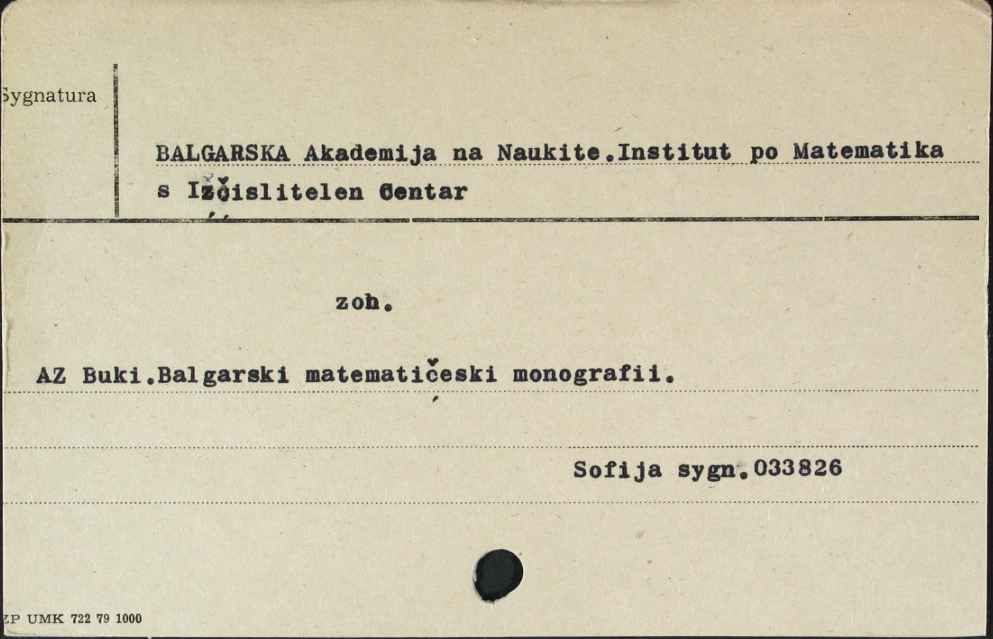 Sygnatura
BALGARSKA Akademija na Naukite.Institut po Matematika
s Izčislitelen Centar
zoh.
AZ Buki.Balgarski matematičeski monografii.
Sofija sygn.033826
ZP UMK 722 79 1000